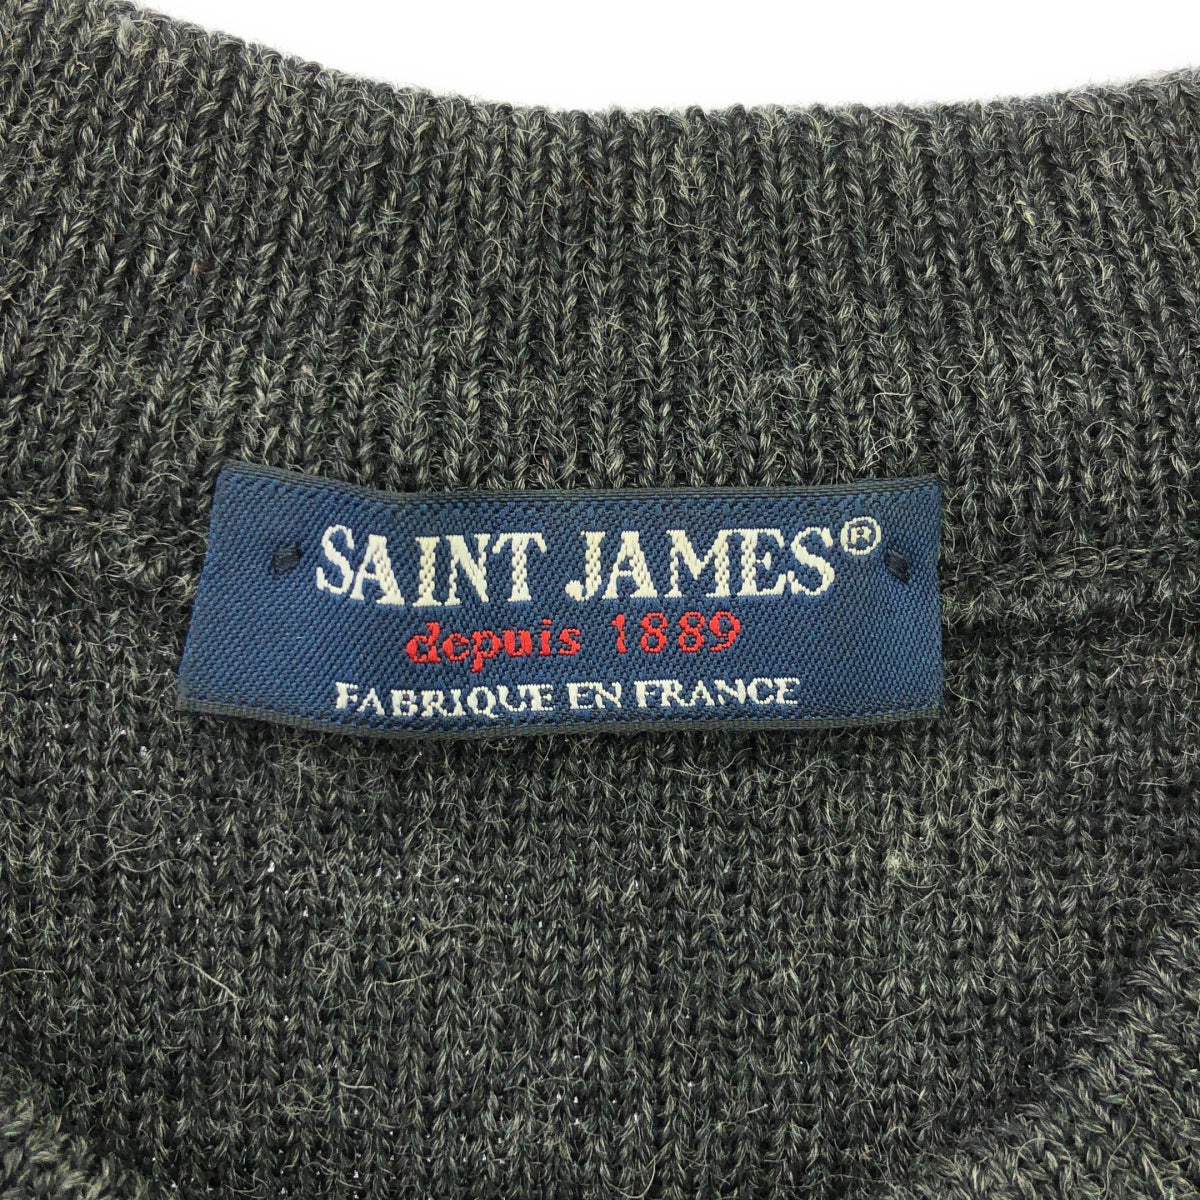 SAINT JAMES®
depuis 1889
FABRIQUE EN FRANCE